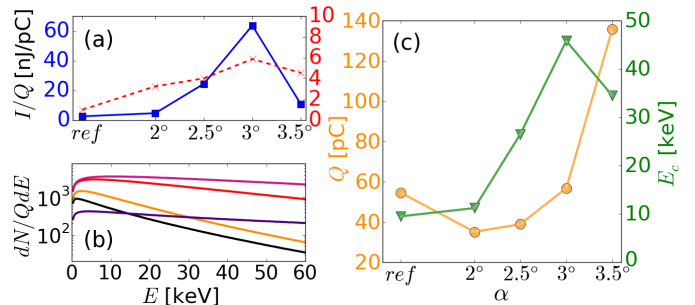 (a)
I/Q [nJ/pC]
60
40
20
0
10
8
6
4
2
0
ref 2° 2.5° 3° 3.5°
(b)
dN/QdE
10³
10²
0 10 20 30 40 50 60
E [keV]
(c)
Q [pC]
140
120
100
80
60
40
20
E_c [keV]
50
40
30
20
10
0
ref 2° 2.5° 3° 3.5°
α